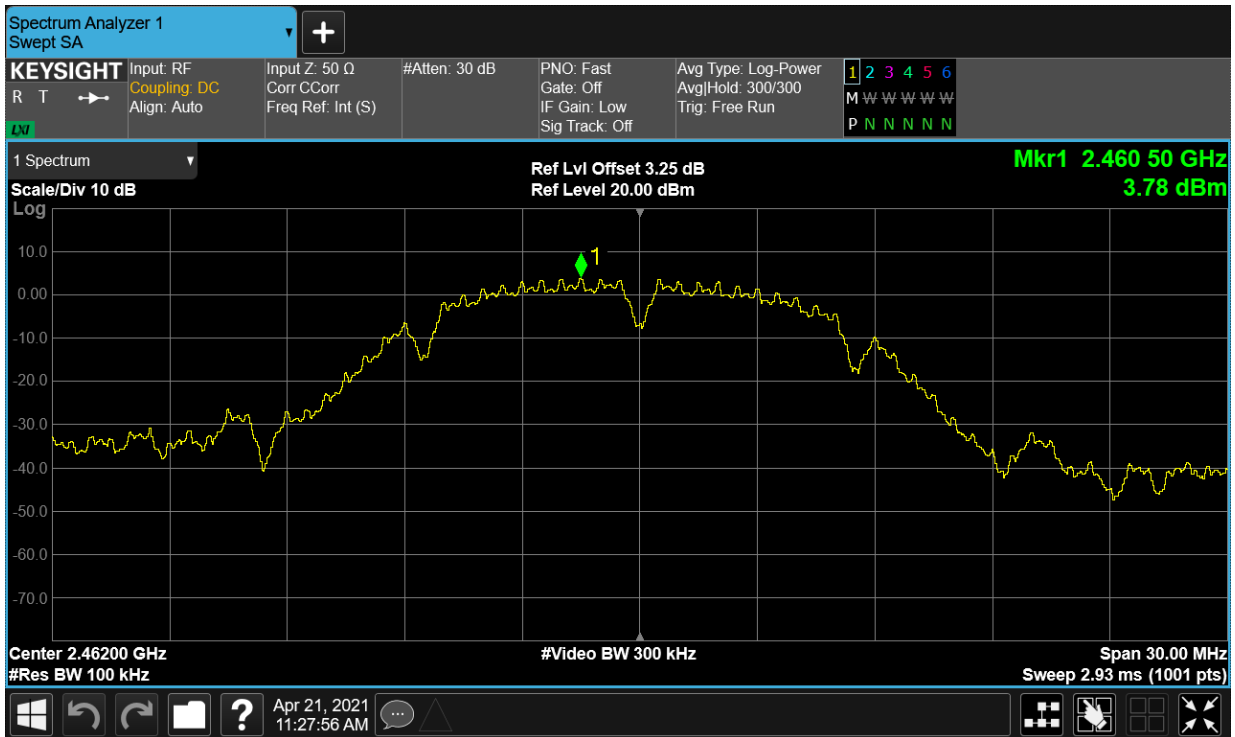 Spectrum Analyzer 1
Swept SA
KEYSIGHT
R T
LXI
Input: RF
Coupling: DC
Align: Auto
Input Z: 50 Ω
Corr CCorr
Freq Ref: Int (S)
#Atten: 30 dB
PNO: Fast
Gate: Off
IF Gain: Low
Sig Track: Off
Avg Type: Log-Power
Avg|Hold: 300/300
Trig: Free Run
1 2 3 4 5 6
M W W W W W
P N N N N N
1 Spectrum
Scale/Div 10 dB
Log
Ref Lvl Offset 3.25 dB
Ref Level 20.00 dBm
Mkr1 2.460 50 GHz
3.78 dBm
10.0
1
0.00
-10.0
-20.0
-30.0
-40.0
-50.0
-60.0
-70.0
Center 2.46200 GHz
#Res BW 100 kHz
#Video BW 300 kHz
Span 30.00 MHz
Sweep 2.93 ms (1001 pts)
?
Apr 21, 2021
11:27:56 AM